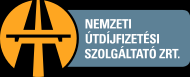 NEMZETI
ÚTDÍJFIZETÉSI
SZOLGÁLTATÓ ZRT.